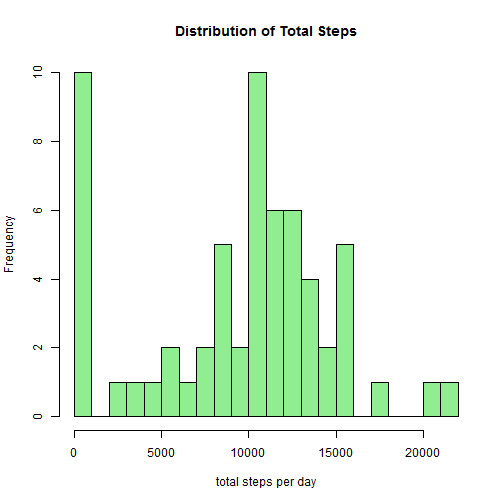 Distribution of Total Steps
Frequency
10
8
6
4
2
0
0 5000 10000 15000 20000
total steps per day